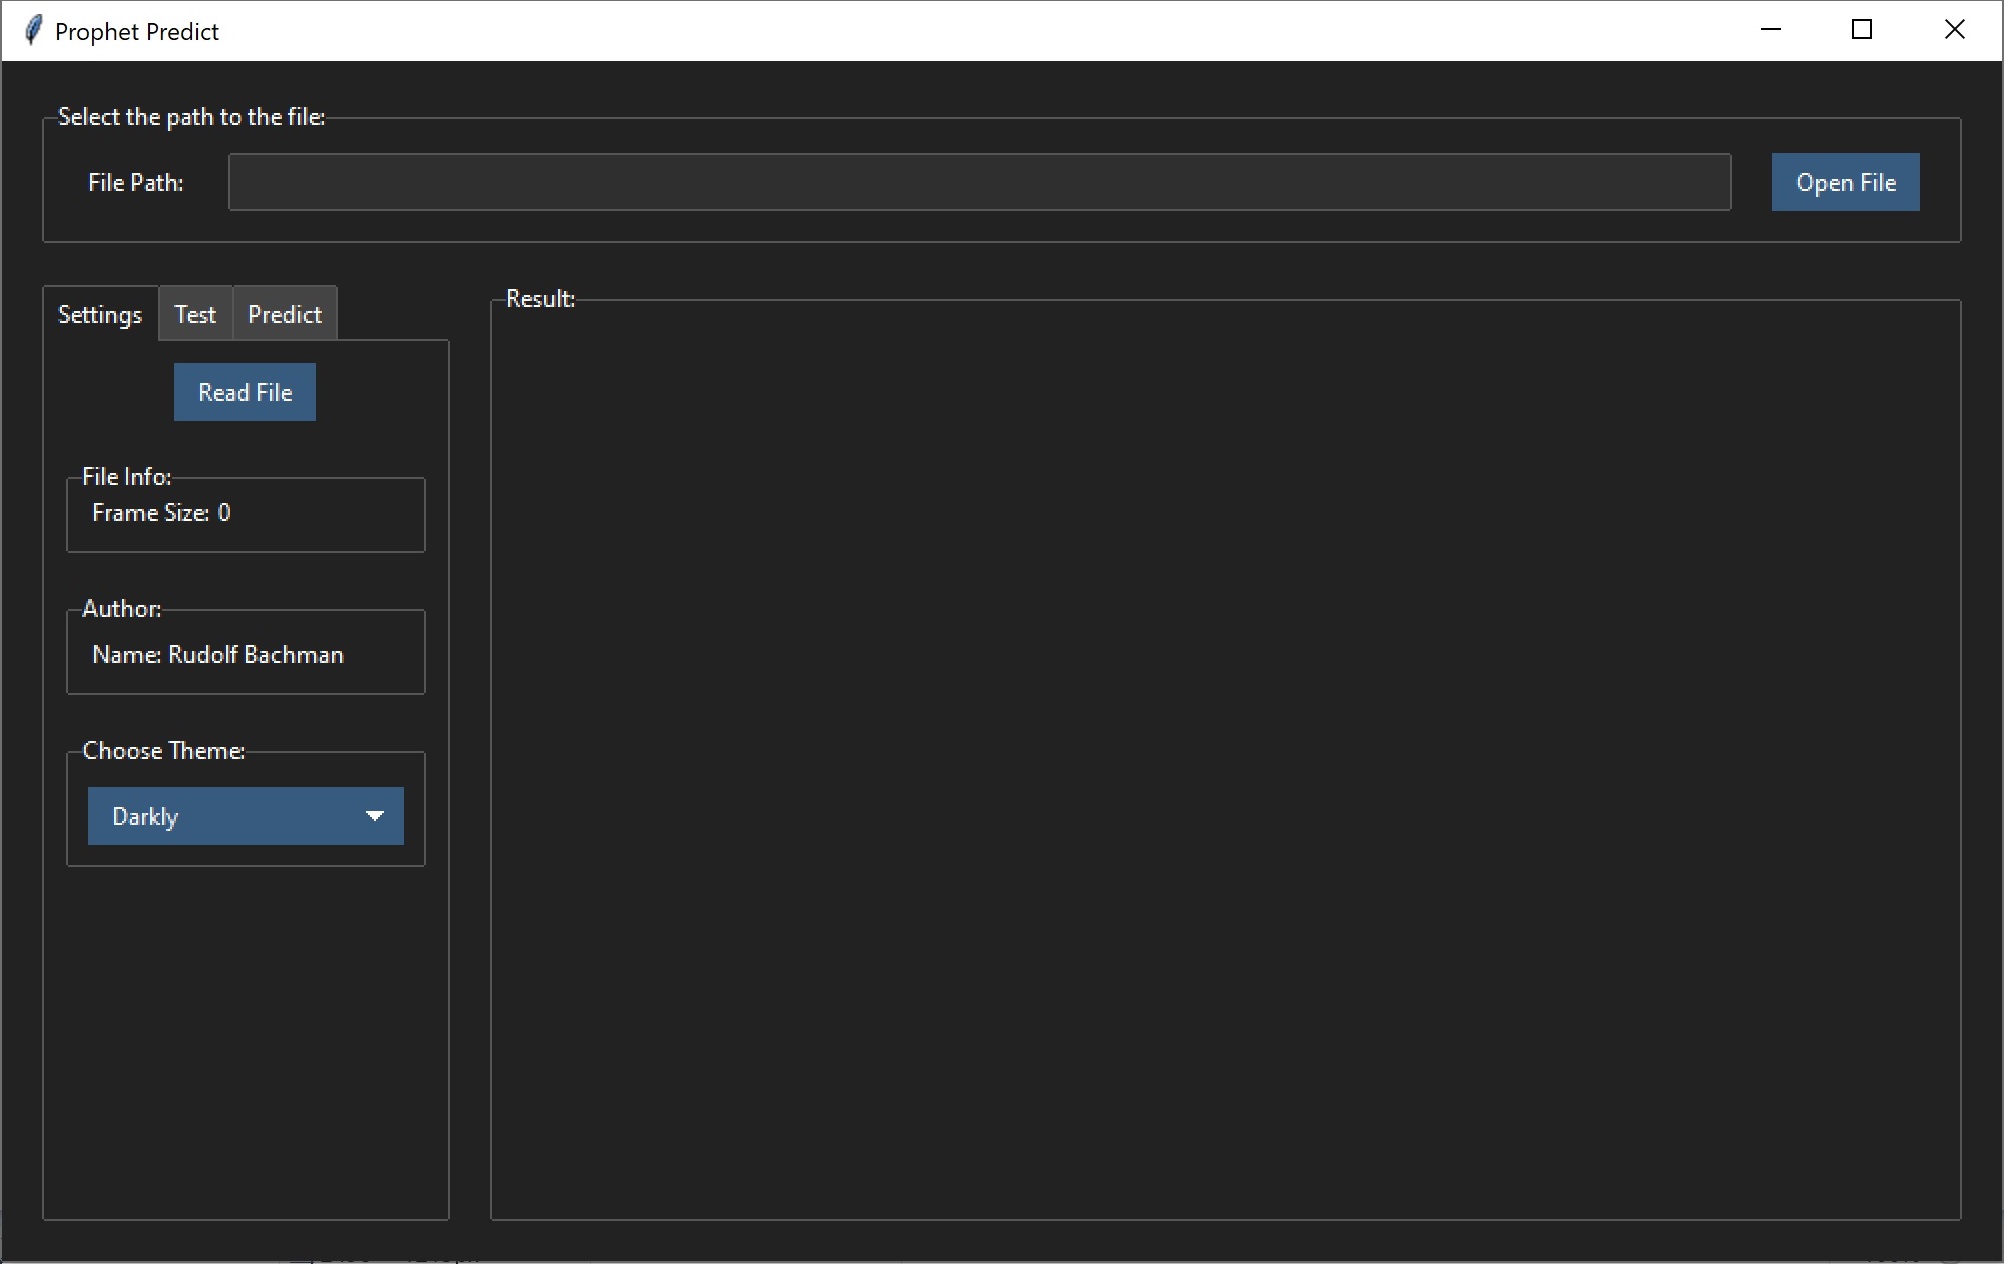 Prophet Predict
Select the path to the file:
File Path:
Open File
Settings Test Predict
Read File
File Info:
Frame Size: 0
Author:
Name: Rudolf Bachman
Choose Theme:
Darkly
Result: